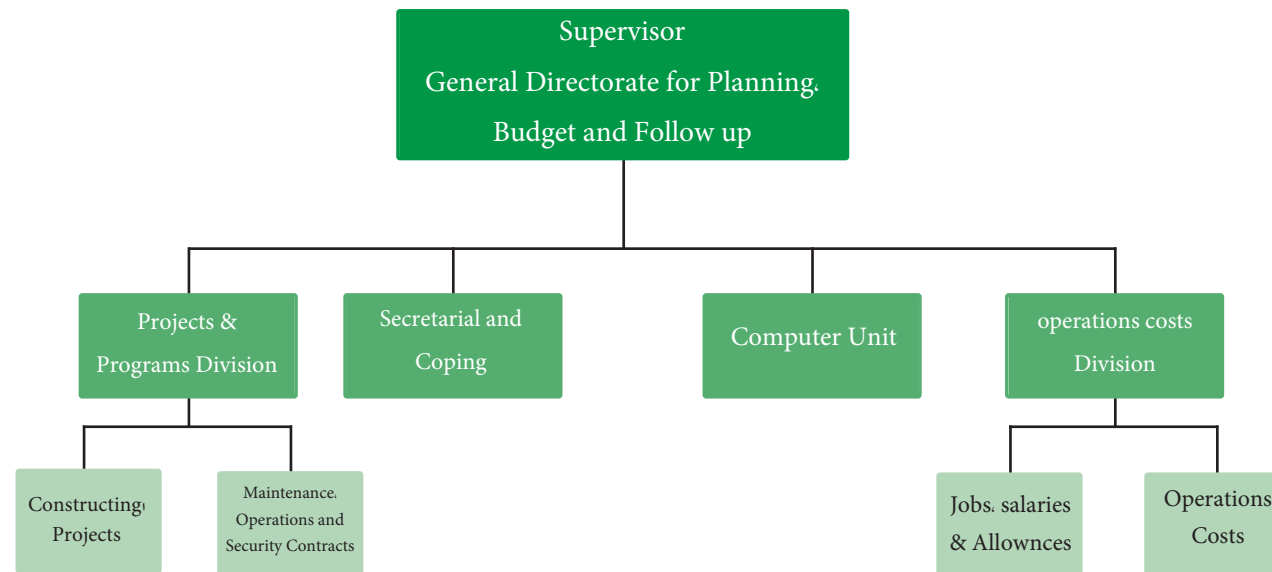 Supervisor
General Directorate for Planning،
Budget and Follow up
Projects &
Programs Division
Secretarial and
Coping
Computer Unit
operations costs
Division
Constructing
Projects
Maintenance،
Operations and
Security Contracts
Jobs، salaries
& Allownces
Operations
Costs